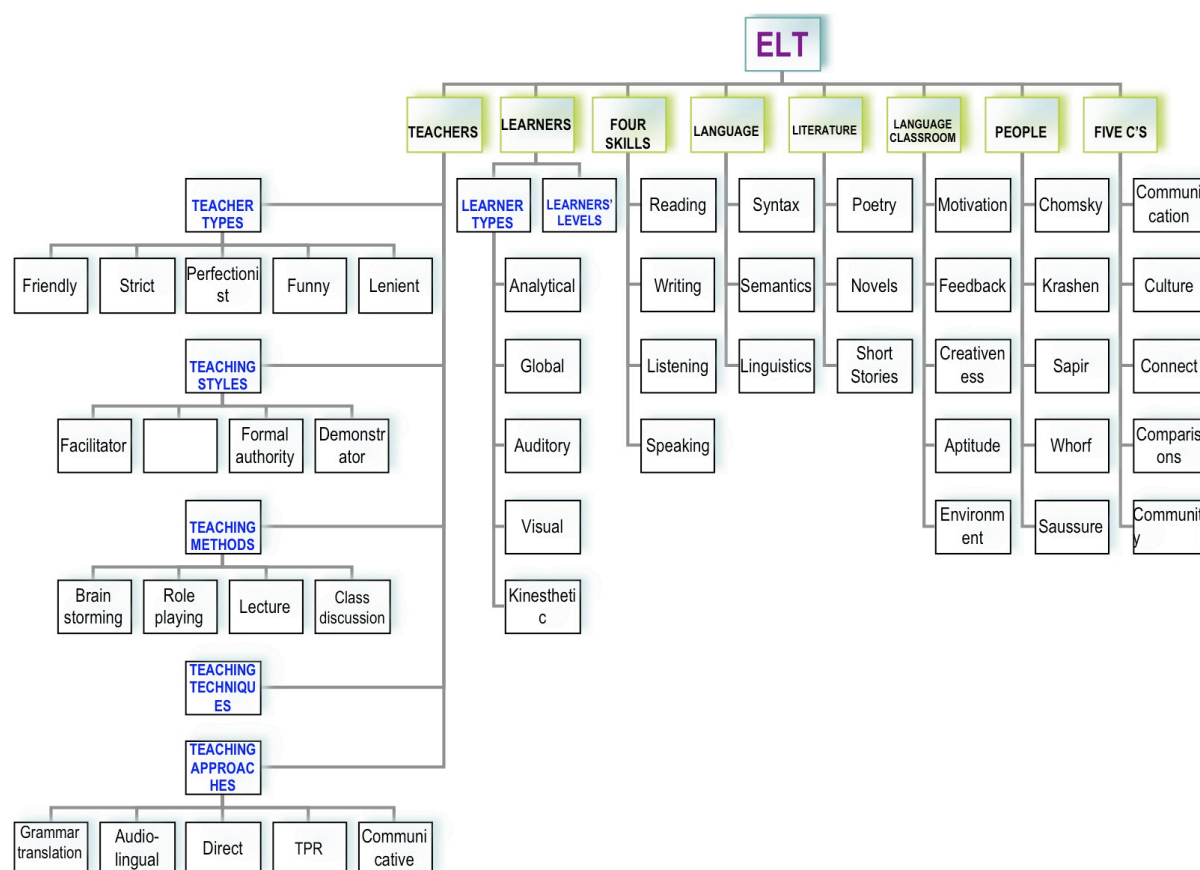 ELT
TEACHERS
LEARNERS
FOUR
SKILLS
LANGUAGE
LITERATURE
LANGUAGE
CLASSROOM
PEOPLE
FIVE C'S
TEACHER
TYPES
Friendly
Strict
Perfectioni
st
Funny
Lenient
TEACHING
STYLES
Facilitator
Formal
authority
Demonstr
ator
TEACHING
METHODS
Brain
storming
Role
playing
Lecture
Class
discussion
TEACHING
TECHNIQU
ES
TEACHING
APPROAC
HES
Grammar
translation
Audio-
lingual
Direct
TPR
Communi
cative
LEARNER
TYPES
Analytical
Global
Auditory
Visual
Kinestheti
c
LEARNERS'
LEVELS
Reading
Writing
Listening
Speaking
Syntax
Semantics
Linguistics
Poetry
Novels
Short
Stories
Motivation
Feedback
Creativen
ess
Aptitude
Environm
ent
Chomsky
Krashen
Sapir
Whorf
Saussure
Communi
cation
Culture
Connect
Comparis
ons
Communit
y